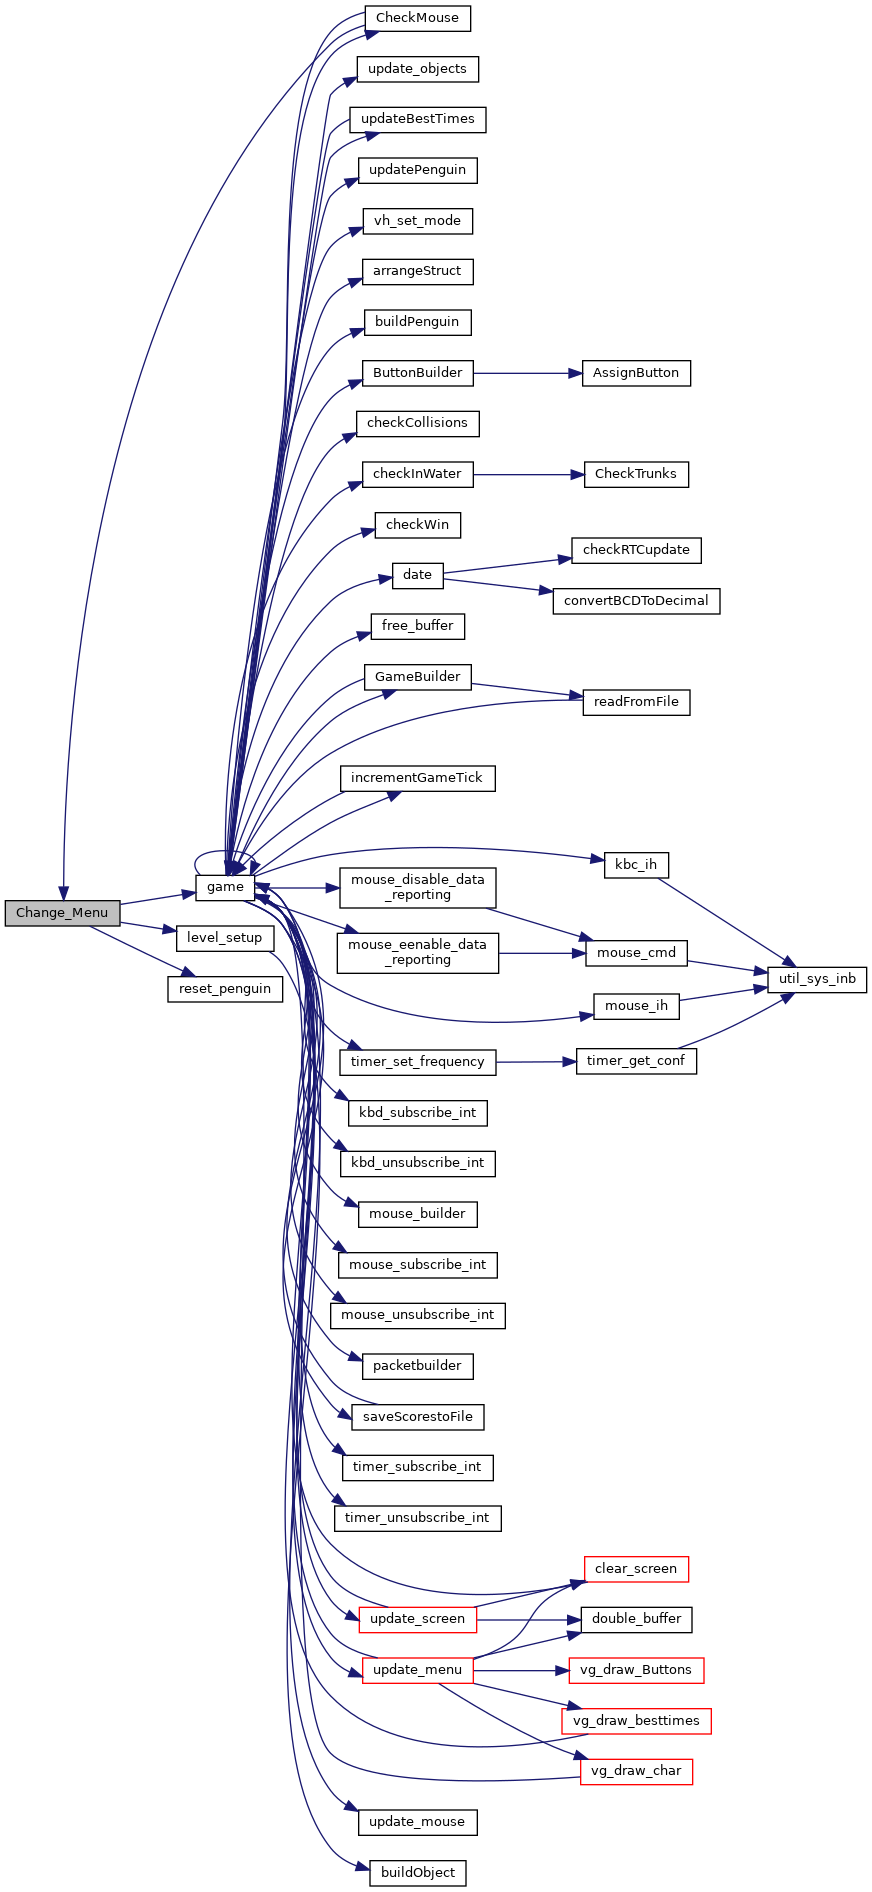 CheckMouse
update_objects
updateBestTimes
updatePenguin
vh_set_mode
arrangeStruct
buildPenguin
ButtonBuilder
AssignButton
checkCollisions
checkInWater
CheckTrunks
checkWin
checkRTCupdate
date
convertBCDToDecimal
free_buffer
GameBuilder
readFromFile
incrementGameTick
kbc_ih
mouse_disable_data
_reporting
game
Change_Menu
level_setup
mouse_eenable_data
_reporting
mouse_cmd
util_sys_inb
reset_penguin
mouse_ih
timer_set_frequency
timer_get_conf
kbd_subscribe_int
kbd_unsubscribe_int
mouse_builder
mouse_subscribe_int
mouse_unsubscribe_int
packetbuilder
saveScorestoFile
timer_subscribe_int
timer_unsubscribe_int
clear_screen
update_screen
double_buffer
update_menu
vg_draw_Buttons
vg_draw_besttimes
vg_draw_char
update_mouse
buildObject